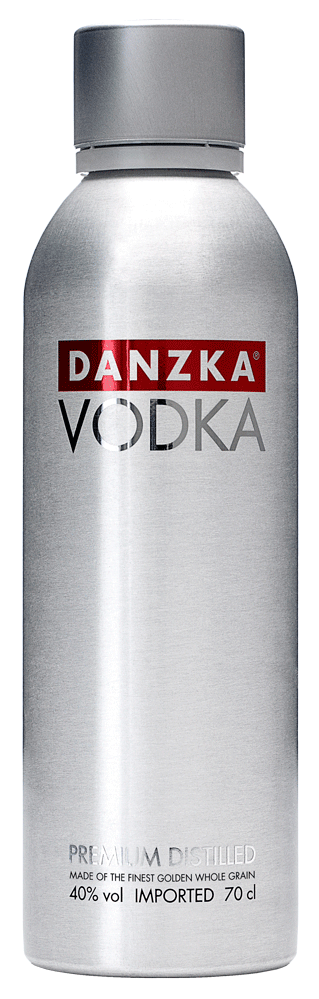 DANZKA®
VODKA
PREMIUM DISTILLED
MADE OF THE FINEST GOLDEN WHOLE GRAIN
40% vol IMPORTED 70 cl